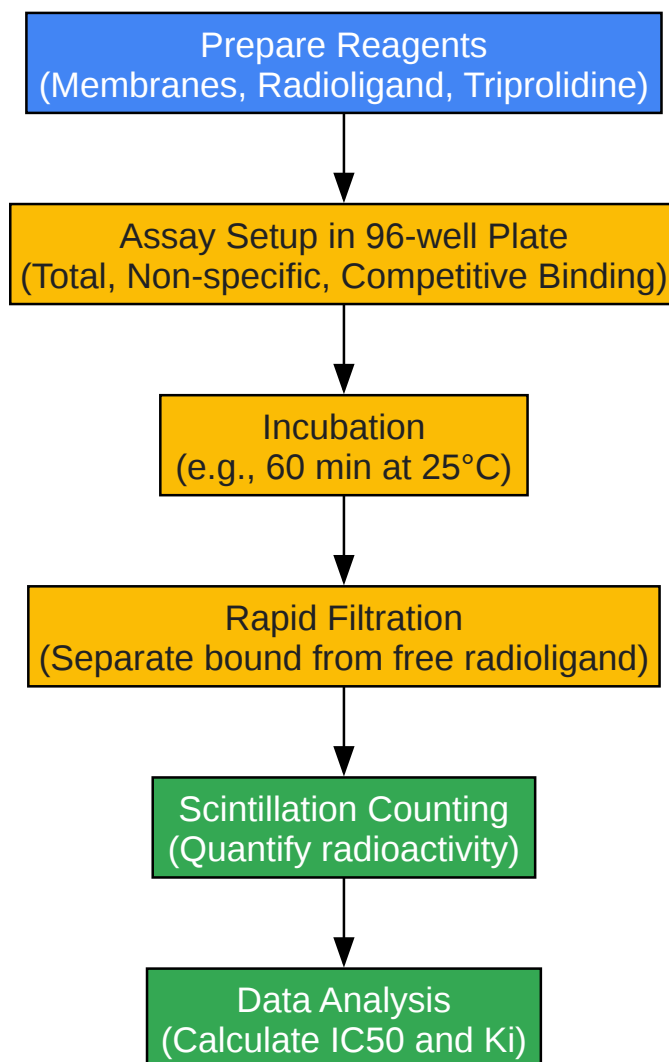 Prepare Reagents
(Membranes, Radioligand, Triprolidine)
Assay Setup in 96-well Plate
(Total, Non-specific, Competitive Binding)
Incubation
(e.g., 60 min at 25°C)
Rapid Filtration
(Separate bound from free radioligand)
Scintillation Counting
(Quantify radioactivity)
Data Analysis
(Calculate IC50 and Ki)